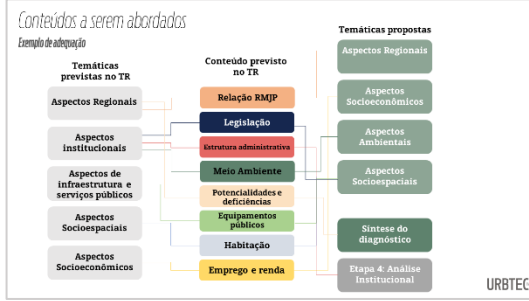 Conteúdos a serem abordados
Exemplo de adequação
Temáticas
previstas no TR
Aspectos Regionais
Aspectos
institucionais
Aspectos de
infraestrutura e
serviços públicos
Aspectos
Socioespaciais
Aspectos
Socioeconômicos
Conteúdo previsto
no TR
Relação RMJP
Legislação
Estrutura administrativa
Meio Ambiente
Potencialidades e
deficiências
Equipamentos
públicos
Habitação
Emprego e renda
Temáticas propostas
Aspectos Regionais
Aspectos
Socioeconômicos
Aspectos
Ambientais
Aspectos
Socioespaciais
Síntese do
diagnóstico
Etapa 4: Análise
Institucional
URBTEC